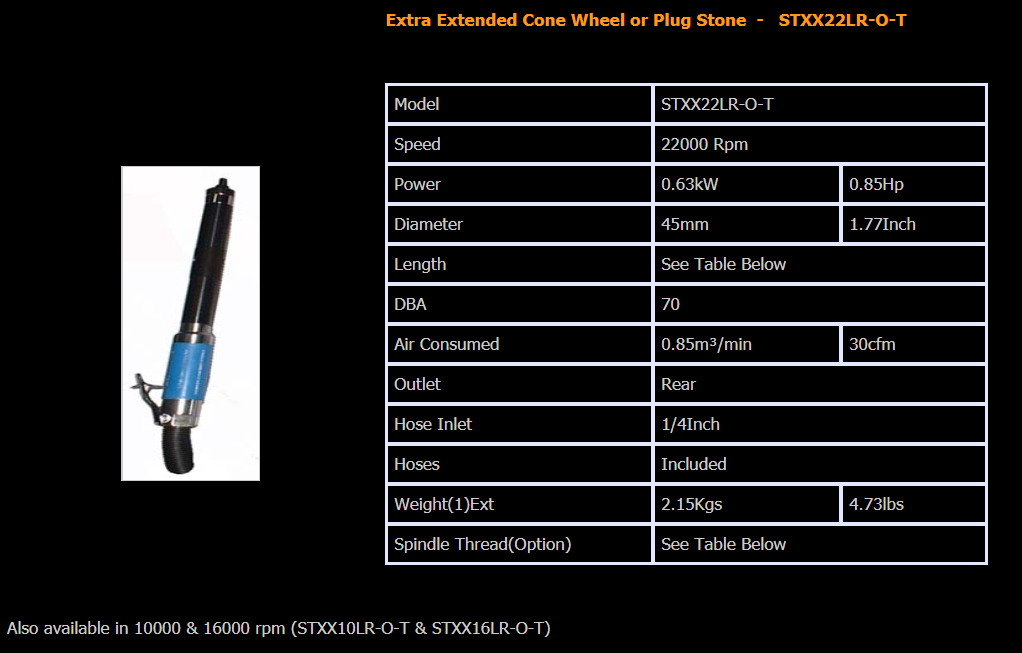 Extra Extended Cone Wheel or Plug Stone - STXX22LR-O-T
Model STXX22LR-O-T
Speed 22000 Rpm
Power 0.63kW 0.85Hp
Diameter 45mm 1.77Inch
Length See Table Below
DBA 70
Air Consumed 0.85m³/min 30cfm
Outlet Rear
Hose Inlet 1/4Inch
Hoses Included
Weight(1)Ext 2.15Kgs 4.73lbs
Spindle Thread(Option) See Table Below
Also available in 10000 & 16000 rpm (STXX10LR-O-T & STXX16LR-O-T)